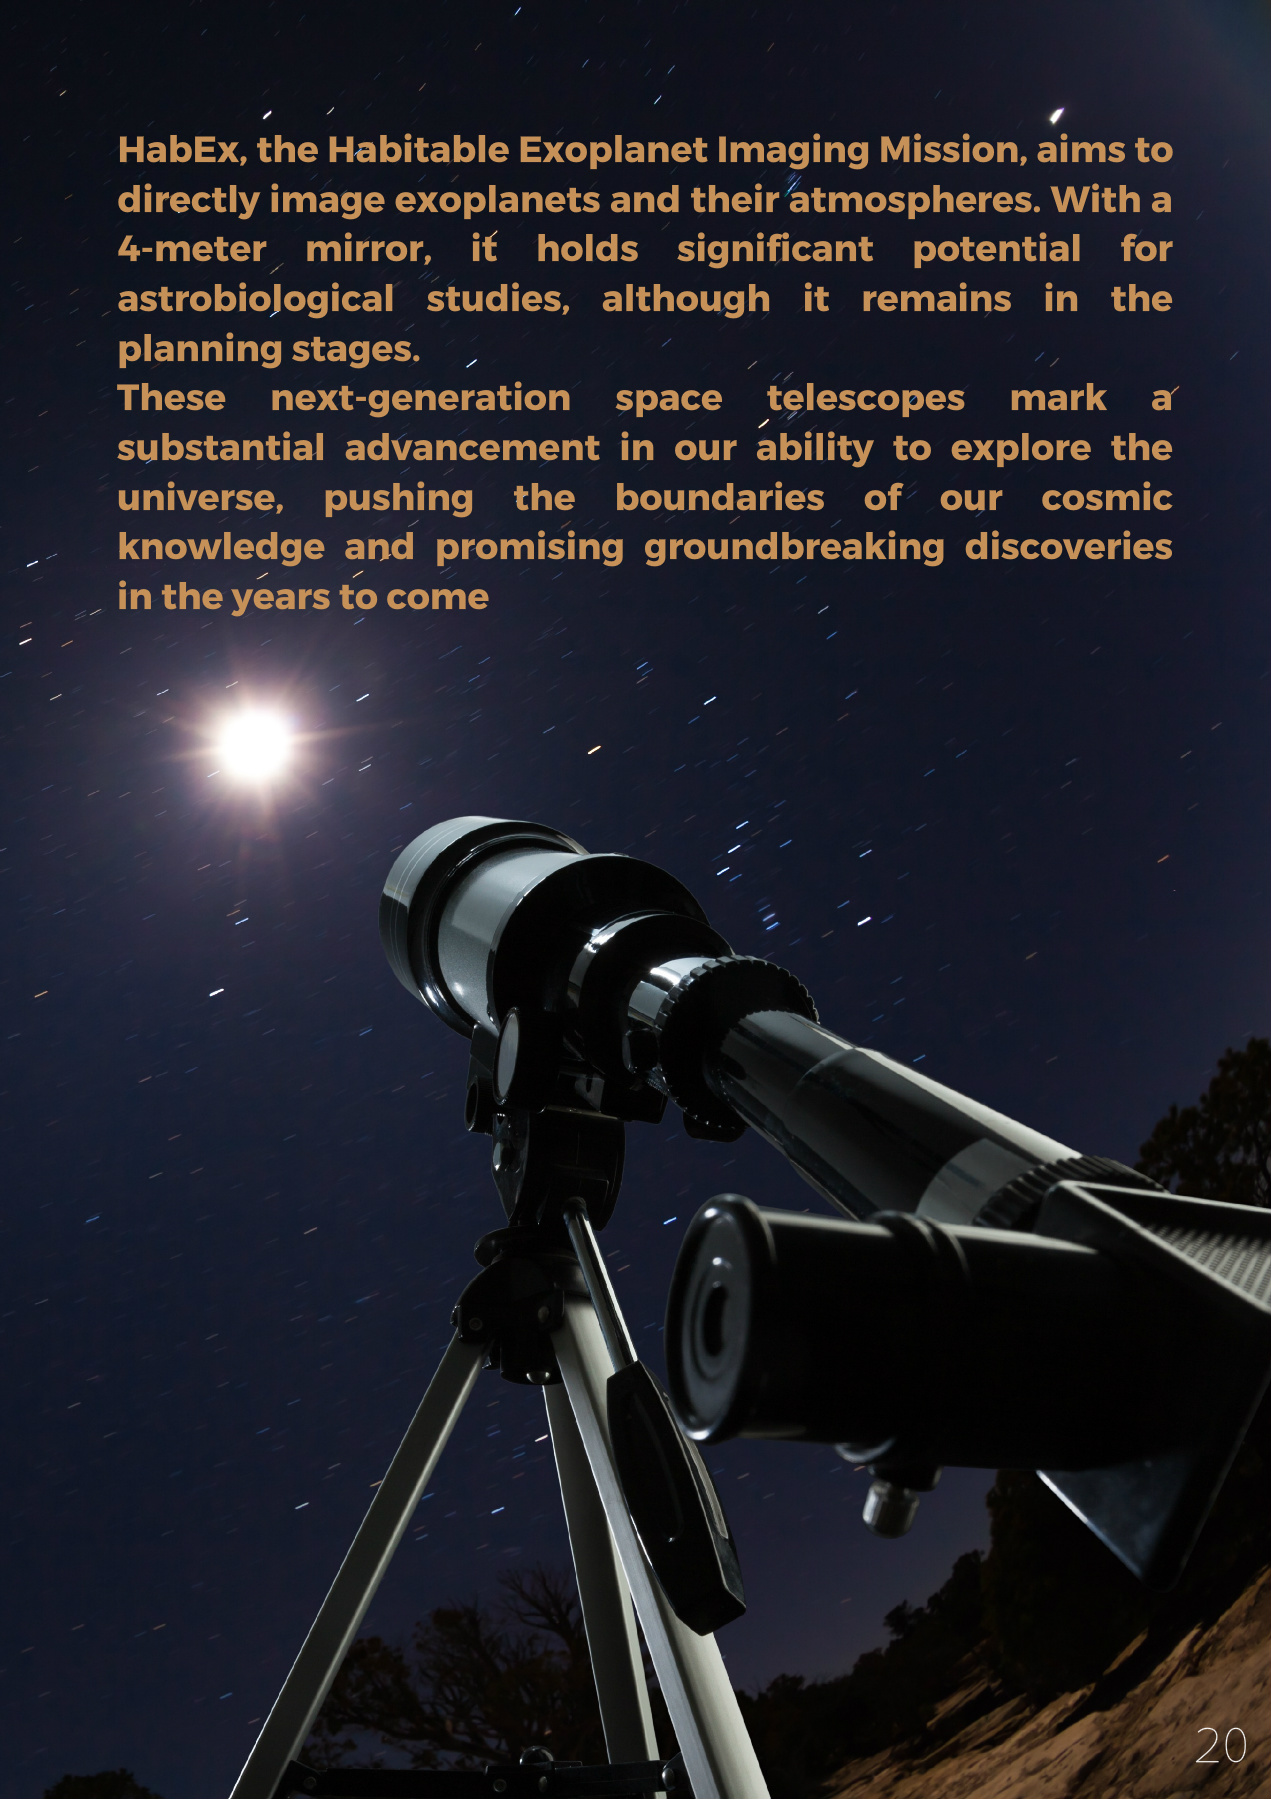 HabEx, the Habitable Exoplanet Imaging Mission, aims to
directly image exoplanets and their atmospheres. With a
4-meter mirror, it holds significant potential for
astrobiological studies, although it remains in the
planning stages.
These next-generation space telescopes mark a
substantial advancement in our ability to explore the
universe, pushing the boundaries of our cosmic
knowledge and promising groundbreaking discoveries
in the years to come
20